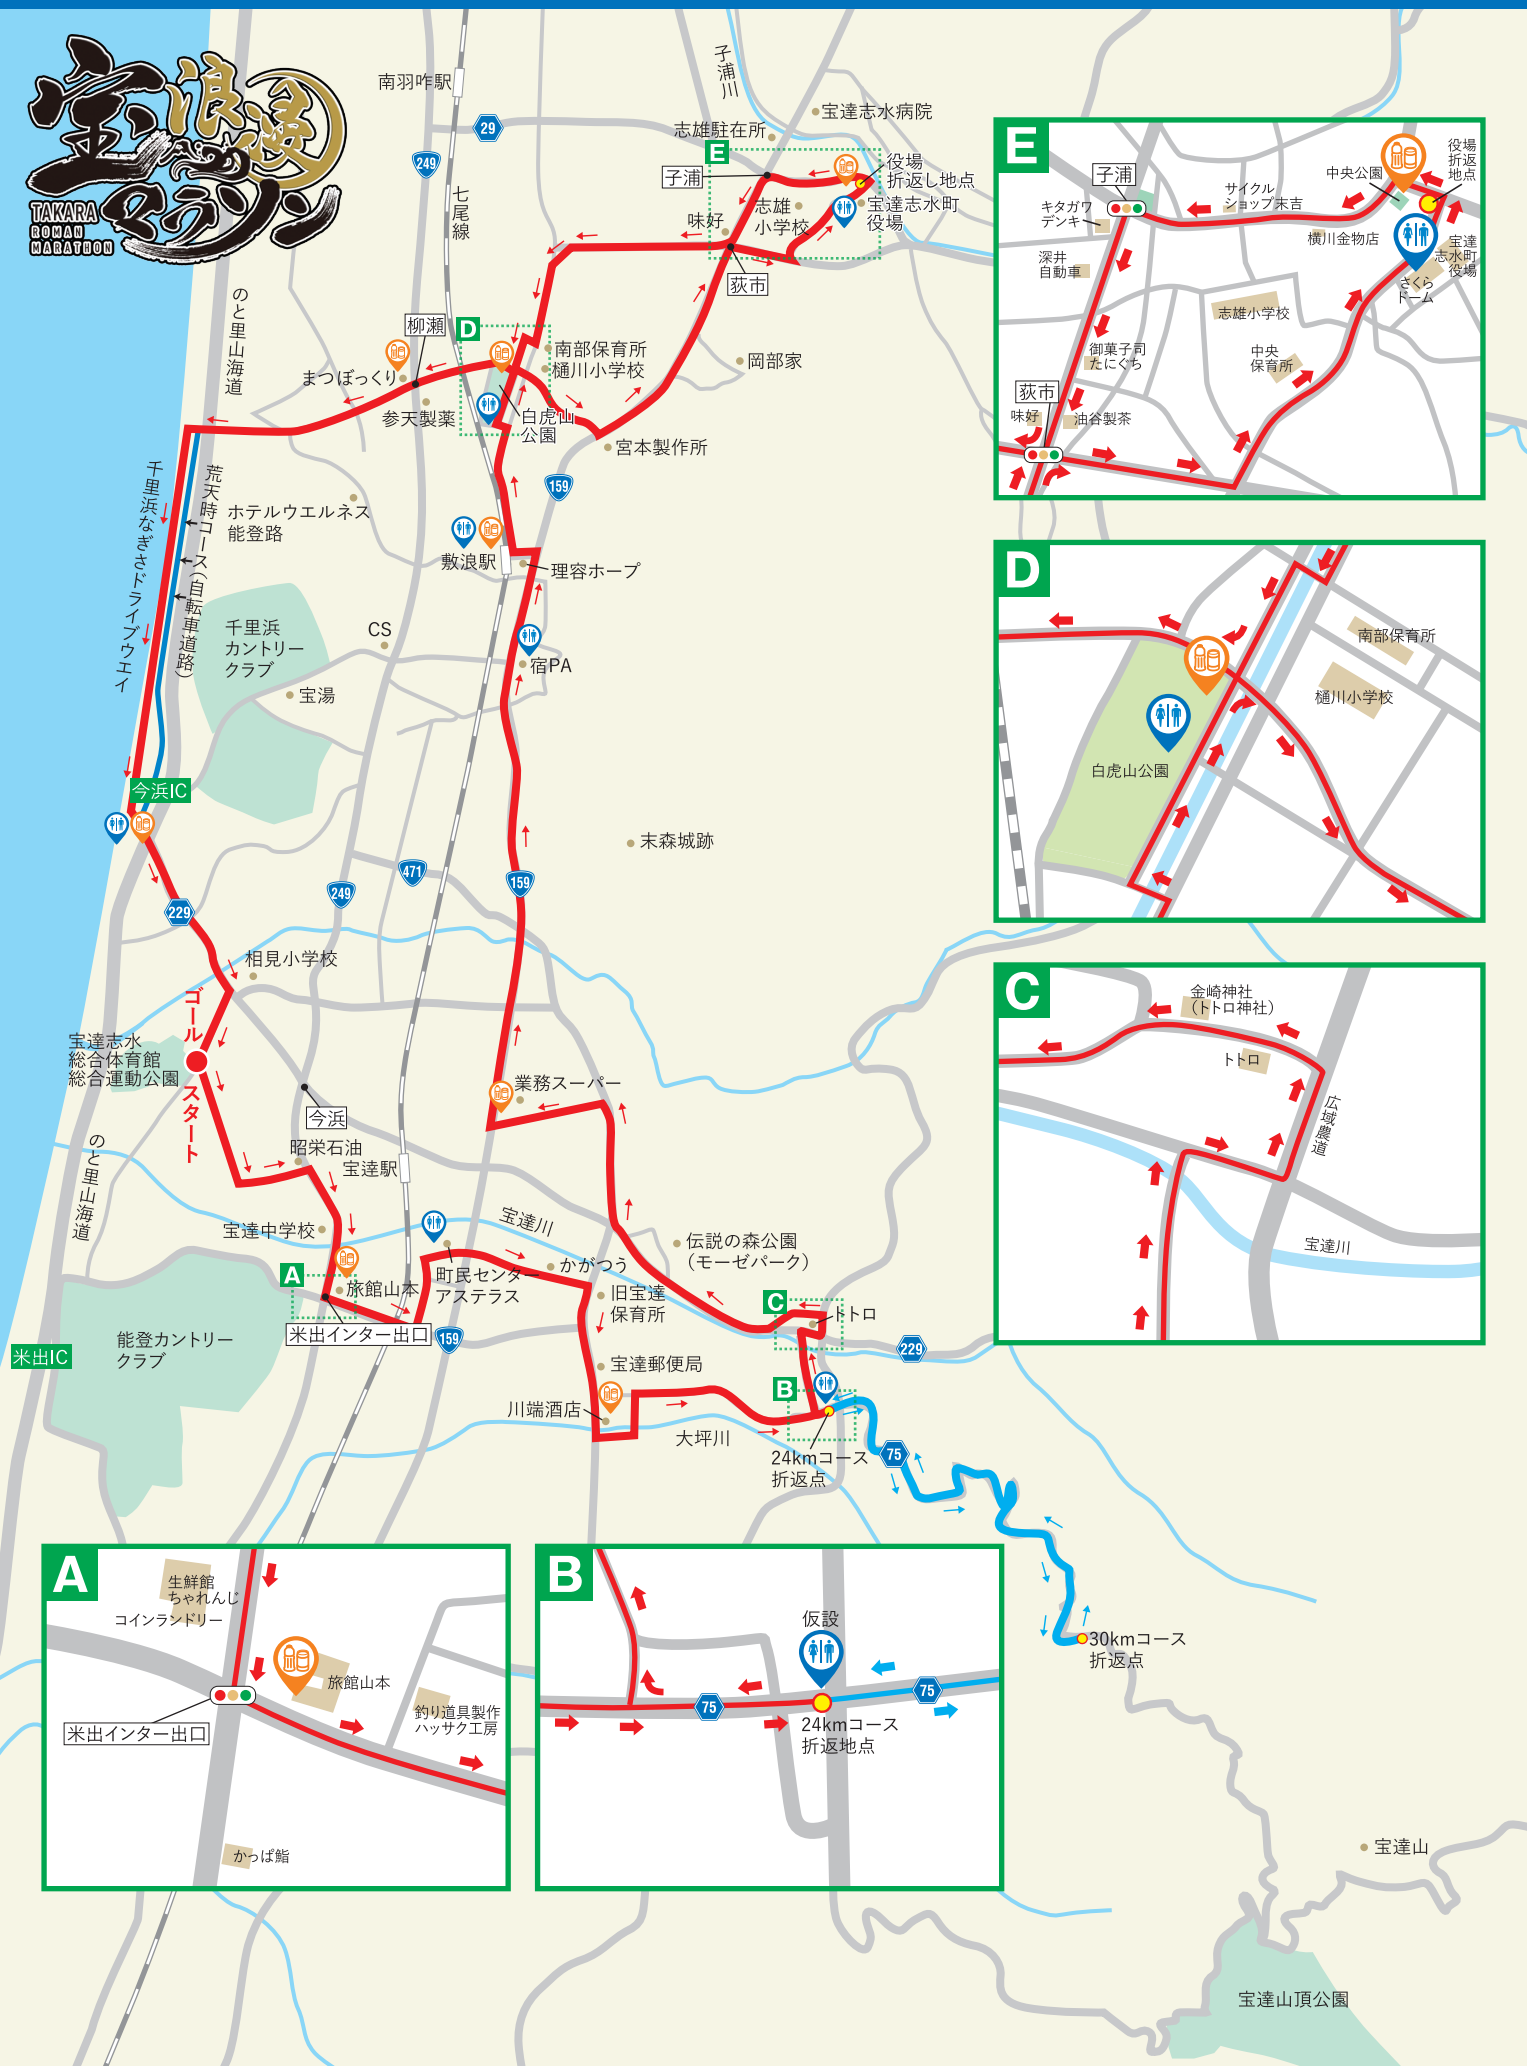 宝浪漫マラソン
TAKARA
ROMAN
MARATHON
南羽咋駅
29
249
七尾線
子浦川
宝達志水病院
志雄駐在所
E
子浦
役場
折返し地点
宝達志水町
役場
志雄
小学校
味好
荻市
のと里山海道
柳瀬
D
まつぼっくり
参天製薬
南部保育所
樋川小学校
白虎山
公園
岡部家
宮本製作所
159
千里浜なぎさドライブウエイ
荒天時コース(自転車道路)
ホテルウエルネス
能登路
敷浪駅
理容ホープ
千里浜
カントリー
クラブ
CS
宿PA
宝湯
今浜IC
末森城跡
471
249
159
229
相見小学校
ゴール
スタート
宝達志水
総合体育館
総合運動公園
今浜
業務スーパー
昭栄石油
宝達駅
のと里山海道
宝達中学校
宝達川
A
旅館山本
町民センター
アステラス
かがつう
伝説の森公園
(モーゼパーク)
旧宝達
保育所
C
トトロ
米出インター出口
159
229
能登カントリー
クラブ
米出IC
宝達郵便局
B
川端酒店
大坪川
24kmコース
折返点
75
30kmコース
折返点
宝達山
宝達山頂公園
E
子浦
キタガワ
デンキ
サイクル
ショップ末吉
中央公園
役場
折返
地点
横川金物店
宝達
志水町
役場
さくら
ドーム
深井
自動車
志雄小学校
御菓子司
たにぐち
中央
保育所
荻市
味好
油谷製茶
D
南部保育所
樋川小学校
白虎山公園
C
金崎神社
(トトロ神社)
トトロ
広域農道
宝達川
A
生鮮館
ちゃれんじ
コインランドリー
旅館山本
釣り道具製作
ハッサク工房
米出インター出口
かっぱ鮨
B
仮設
75
75
24kmコース
折返地点